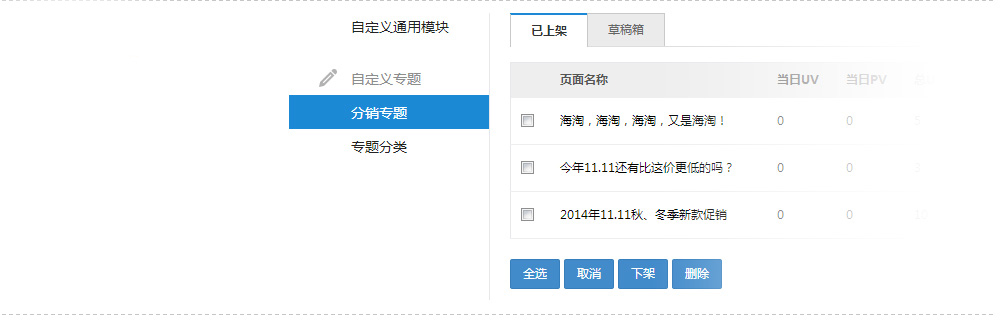 自定义通用模块
自定义专题
分销专题
专题分类
已上架 草稿箱
页面名称 当日UV 当日PV
海淘，海淘，海淘，又是海淘！ 0 0
今年11.11还有比这价更低的吗？ 0 0
2014年11.11秋、冬季新款促销 0 0
全选 取消 下架 删除